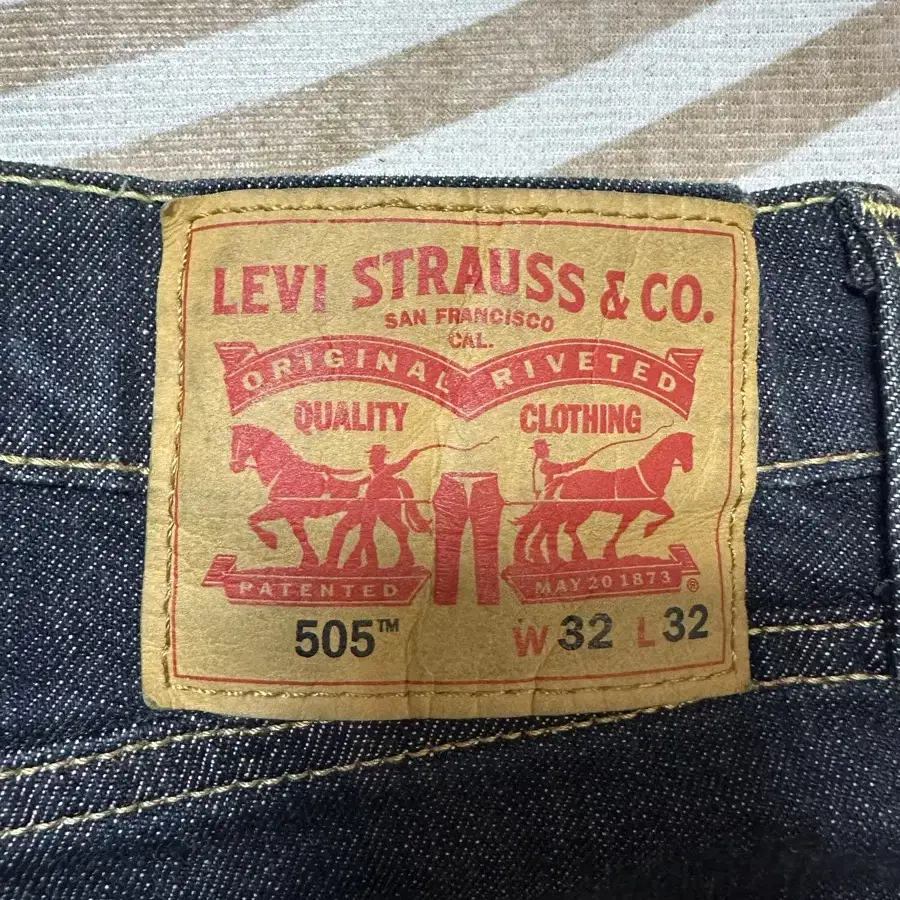 LEVI STRAUSS & CO.
SAN FRANCISCO
CAL.
ORIGINAL RIVETED
QUALITY CLOTHING
PATENTED MAY 20 1873 ®
505™ W 32 L 32